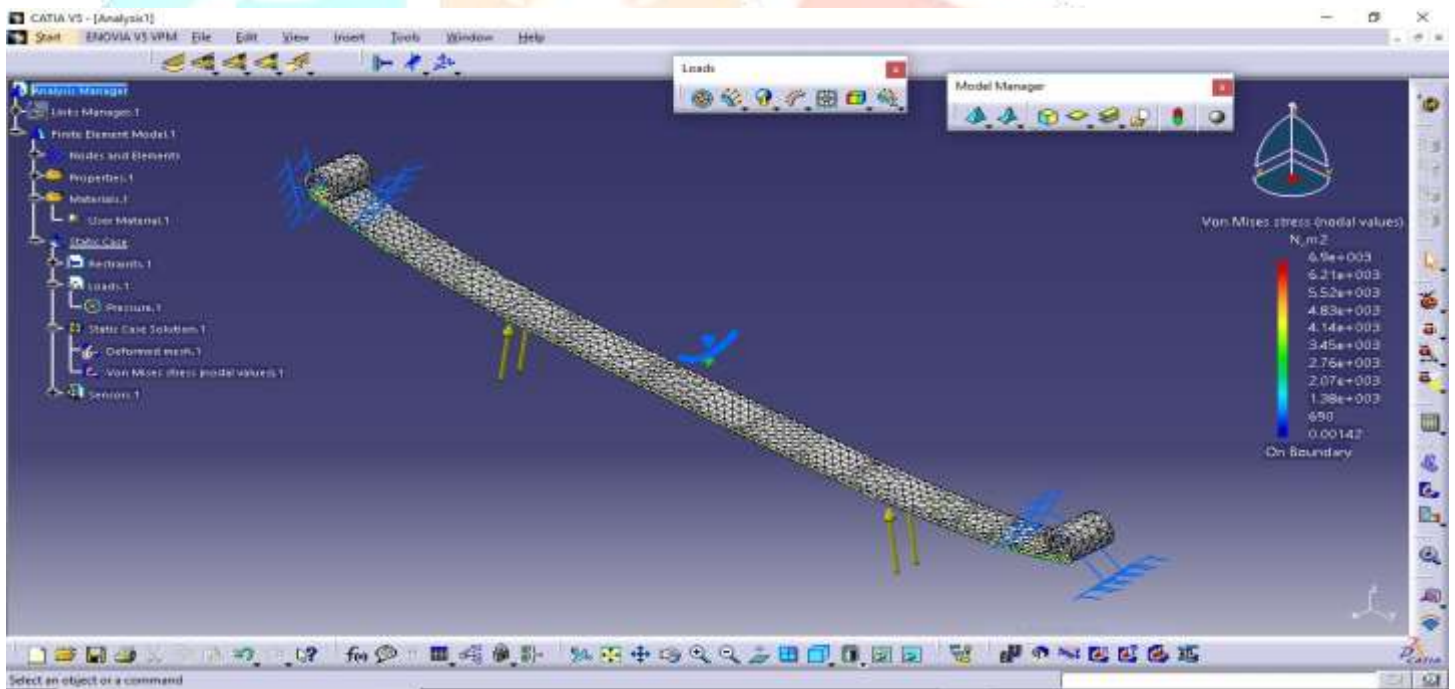 CATIA V5 - [Analysis1]
Start ENOVIA V5 VPM File Edit View Insert Tools Window Help
Loads
Model Manager
Analysis Manager
Links Manager.1
Finite Element Model.1
Nodes and Elements
Properties.1
Materials.1
User Material.1
Static Case
Restraints.1
Loads.1
Pressure.1
Static Case Solution.1
Deformed mesh.1
Von Mises stress (nodal values).1
Sensors.1
Von Mises stress (nodal values)
N_m2
6.9e+003
6.21e+003
5.52e+003
4.83e+003
4.14e+003
3.45e+003
2.76e+003
2.07e+003
1.38e+003
690
0.00142
On Boundary
f(x)
CATIA
Select an object or a command